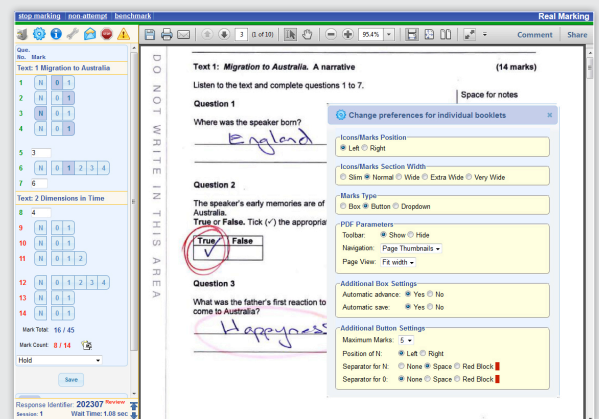 stop marking non-attempt benchmark
Real Marking
3 (1 of 10) 95.4% Comment Share
Que.
No. Mark
Text: 1 Migration to Australia
1 N 0 1
2 N 0 1
3 N 0 1
4 N 0 1
5 3
6 N 0 1 2 3 4
7 6
Text: 2 Dimensions in Time
8 4
9 N 0 1
10 N 0 1
11 N 0 1 2
12 N 0 1 2 3 4
13 N 0 1
14 N 0 1
Mark Total: 16 / 45
Mark Count: 8 / 14
Hold
Save
Response Identifier: 202307 Review
Session: 1 Wait Time: 1.08 sec
DO NOT WRITE IN THIS AREA
Text 1: Migration to Australia. A narrative (14 marks)
Listen to the text and complete questions 1 to 7.
Space for notes
Question 1
Where was the speaker born?
England
Question 2
The speaker's early memories are of
Australia.
True or False. Tick (✓) the appropria
True False
✓
Question 3
What was the father's first reaction to
come to Australia?
Happyness
Change preferences for individual booklets ×
Icons/Marks Position
Left Right
Icons/Marks Section Width
Slim Normal Wide Extra Wide Very Wide
Marks Type
Box Button Dropdown
PDF Parameters
Toolbar: Show Hide
Navigation: Page Thumbnails
Page View: Fit width
Additional Box Settings
Automatic advance: Yes No
Automatic save: Yes No
Additional Button Settings
Maximum Marks: 5
Position of N: Left Right
Separator for N: None Space Red Block
Separator for 0: None Space Red Block